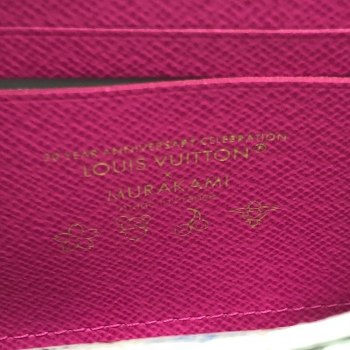 20 YEAR ANNIVERSARY CELEBRATION
LOUIS VUITTON®
×
MURAKAMI